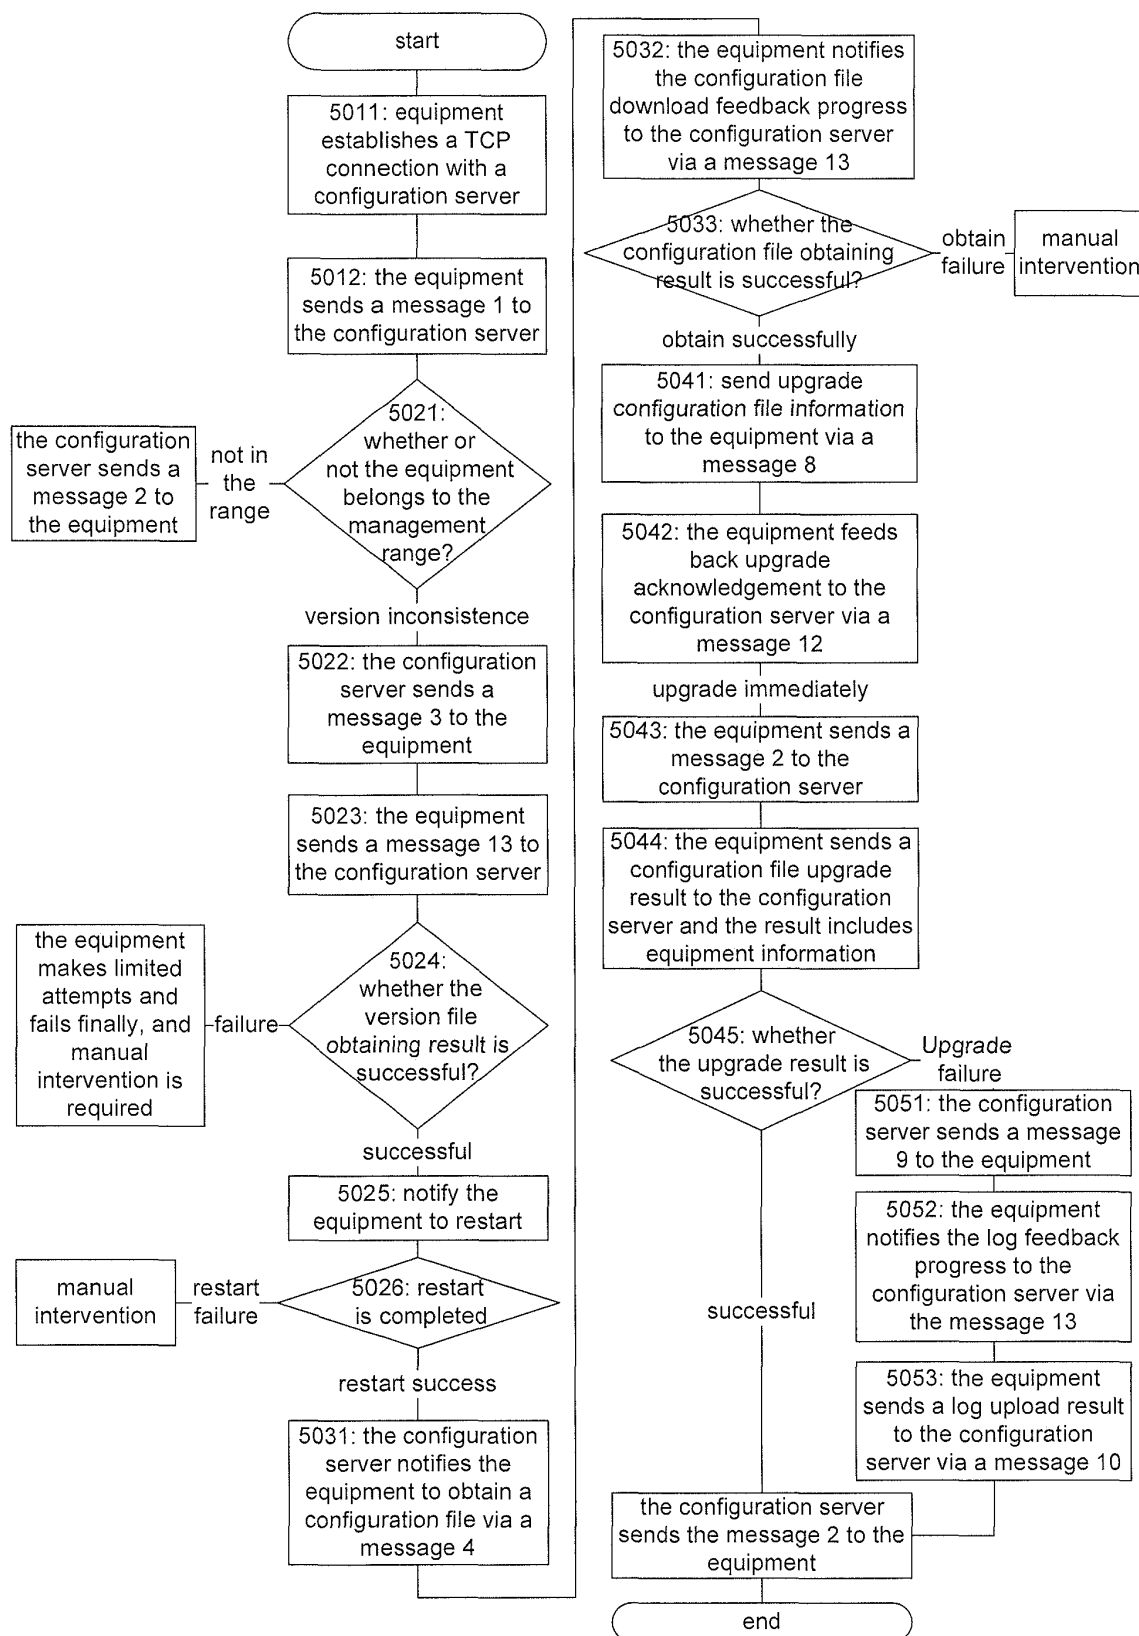 start
5011: equipment
establishes a TCP
connection with a
configuration server
5012: the equipment
sends a message 1 to
the configuration server
5021:
whether or
not the equipment
belongs to the
management
range?
not in
the
range
the configuration
server sends a
message 2 to
the equipment
version inconsistence
5022: the configuration
server sends a
message 3 to the
equipment
5023: the equipment
sends a message 13 to
the configuration server
5024:
whether the
version file
obtaining result is
successful?
failure
the equipment
makes limited
attempts and
fails finally, and
manual
intervention is
required
successful
5025: notify the
equipment to restart
5026: restart
is completed
restart
failure
manual
intervention
restart success
5031: the configuration
server notifies the
equipment to obtain a
configuration file via a
message 4
5032: the equipment notifies
the configuration file
download feedback progress
to the configuration server
via a message 13
5033: whether the
configuration file obtaining
result is successful?
obtain
failure
manual
intervention
obtain successfully
5041: send upgrade
configuration file information
to the equipment via a
message 8
5042: the equipment feeds
back upgrade
acknowledgement to the
configuration server via a
message 12
upgrade immediately
5043: the equipment sends a
message 2 to the
configuration server
5044: the equipment sends a
configuration file upgrade
result to the configuration
server and the result includes
equipment information
5045: whether
the upgrade result is
successful?
Upgrade
failure
5051: the configuration
server sends a message
9 to the equipment
5052: the equipment
notifies the log feedback
progress to the
configuration server via
the message 13
5053: the equipment
sends a log upload result
to the configuration
server via a message 10
successful
the configuration server
sends the message 2 to the
equipment
end